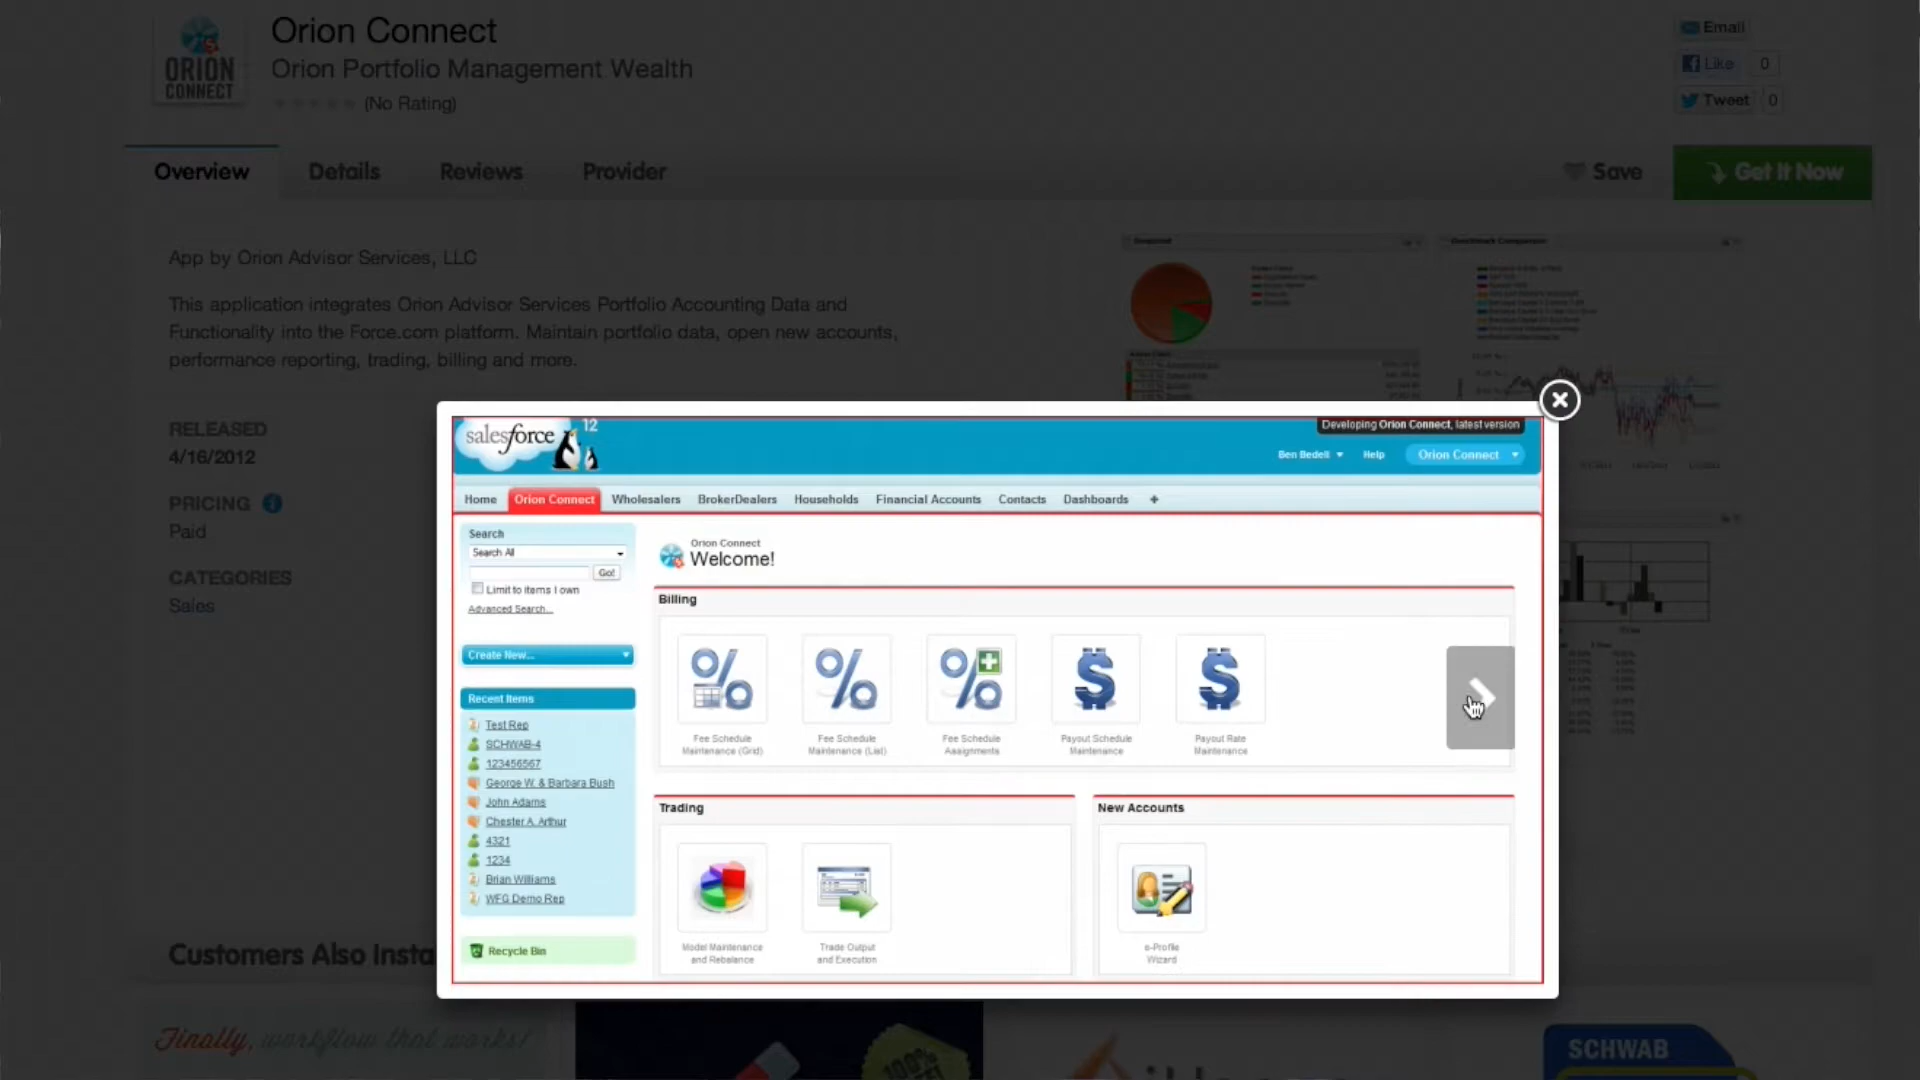 Orion Connect
Orion Portfolio Management Wealth
(No Rating)
ORION
CONNECT
Email
Like 0
Tweet 0
Overview Details Reviews Provider
Save Get It Now
App by Orion Advisor Services, LLC
This application integrates Orion Advisor Services Portfolio Accounting Data and
Functionality into the Force.com platform. Maintain portfolio data, open new accounts,
performance reporting, trading, billing and more.
RELEASED
4/16/2012
PRICING
Paid
CATEGORIES
Sales
salesforce 12
Developing Orion Connect, latest version
Ben Bedell Help Orion Connect
Home Orion Connect Wholesalers BrokerDealers Households Financial Accounts Contacts Dashboards +
Search
Search All
Go!
Limit to items I own
Advanced Search...
Create New...
Recent Items
Test Rep
SCHWAB-4
123456567
George W. & Barbara Bush
John Adams
Chester A. Arthur
4321
1234
Brian Williams
WFG Demo Rep
Recycle Bin
Orion Connect
Welcome!
Billing
Fee Schedule
Maintenance (Grid)
Fee Schedule
Maintenance (List)
Fee Schedule
Assignments
Payout Schedule
Maintenance
Payout Rate
Maintenance
Trading
Model Maintenance
and Rebalance
Trade Output
and Execution
New Accounts
e-Profile
Wizard
Customers Also Insta
Finally, workflow that works!
100%
SCHWAB